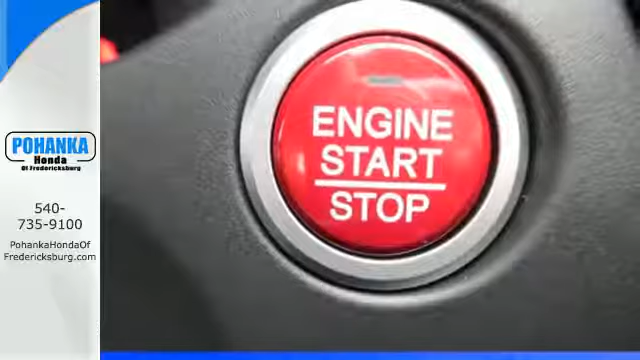 POHANKA
Honda
Of Fredericksburg
540-
735-9100
PohankaHondaOf
Fredericksburg.com
ENGINE
START
STOP